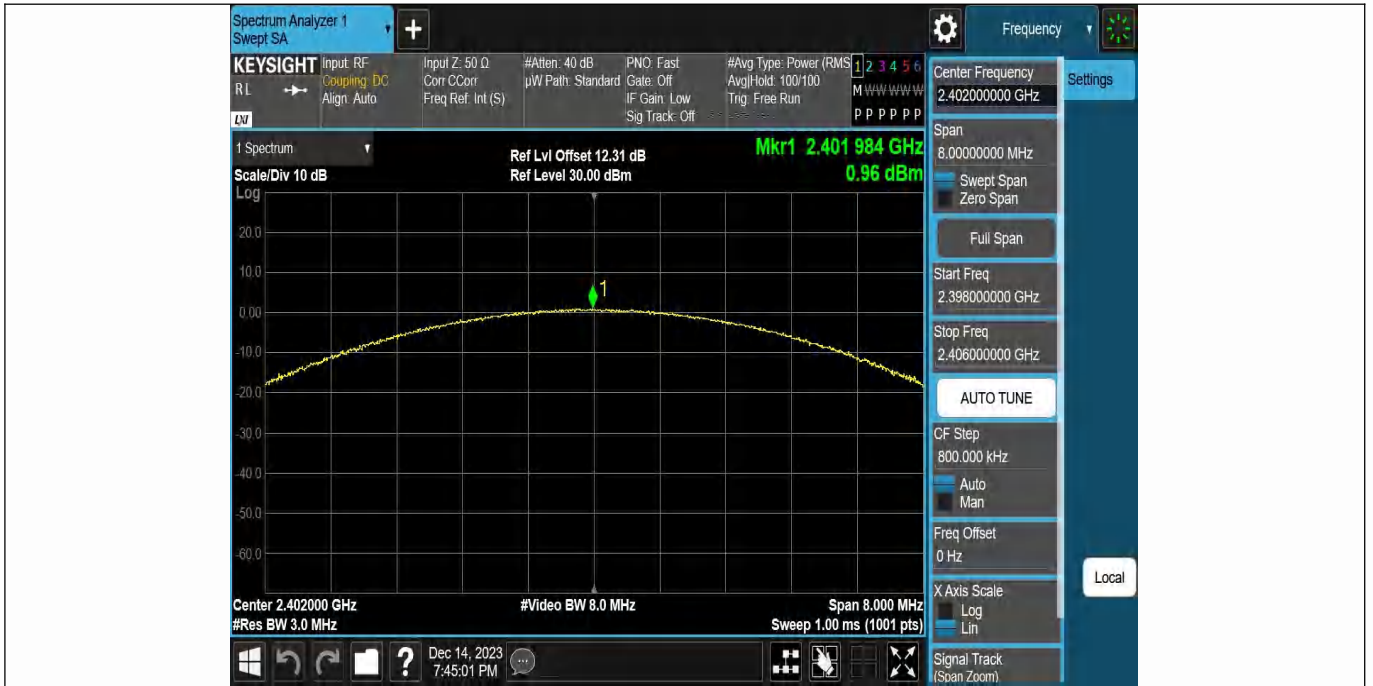 Spectrum Analyzer 1
Swept SA
+
Frequency
KEYSIGHT
RL
LXI
Input: RF
Coupling: DC
Align: Auto
Input Z: 50 Ω
Corr CCorr
Freq Ref: Int (S)
#Atten: 40 dB
µW Path: Standard
PNO: Fast
Gate: Off
IF Gain: Low
Sig Track: Off
#Avg Type: Power (RMS
Avg|Hold: 100/100
Trig: Free Run
1 2 3 4 5 6
M W W W W W
P P P P P P
Center Frequency
2.402000000 GHz
Settings
Span
8.00000000 MHz
Swept Span
Zero Span
Full Span
Start Freq
2.398000000 GHz
Stop Freq
2.406000000 GHz
AUTO TUNE
CF Step
800.000 kHz
Auto
Man
Freq Offset
0 Hz
X Axis Scale
Log
Lin
Signal Track
(Span Zoom)
Local
1 Spectrum
Scale/Div 10 dB
Log
Ref Lvl Offset 12.31 dB
Ref Level 30.00 dBm
Mkr1 2.401 984 GHz
0.96 dBm
1
20.0
10.0
0.00
-10.0
-20.0
-30.0
-40.0
-50.0
-60.0
Center 2.402000 GHz
#Res BW 3.0 MHz
#Video BW 8.0 MHz
Span 8.000 MHz
Sweep 1.00 ms (1001 pts)
?
Dec 14, 2023
7:45:01 PM